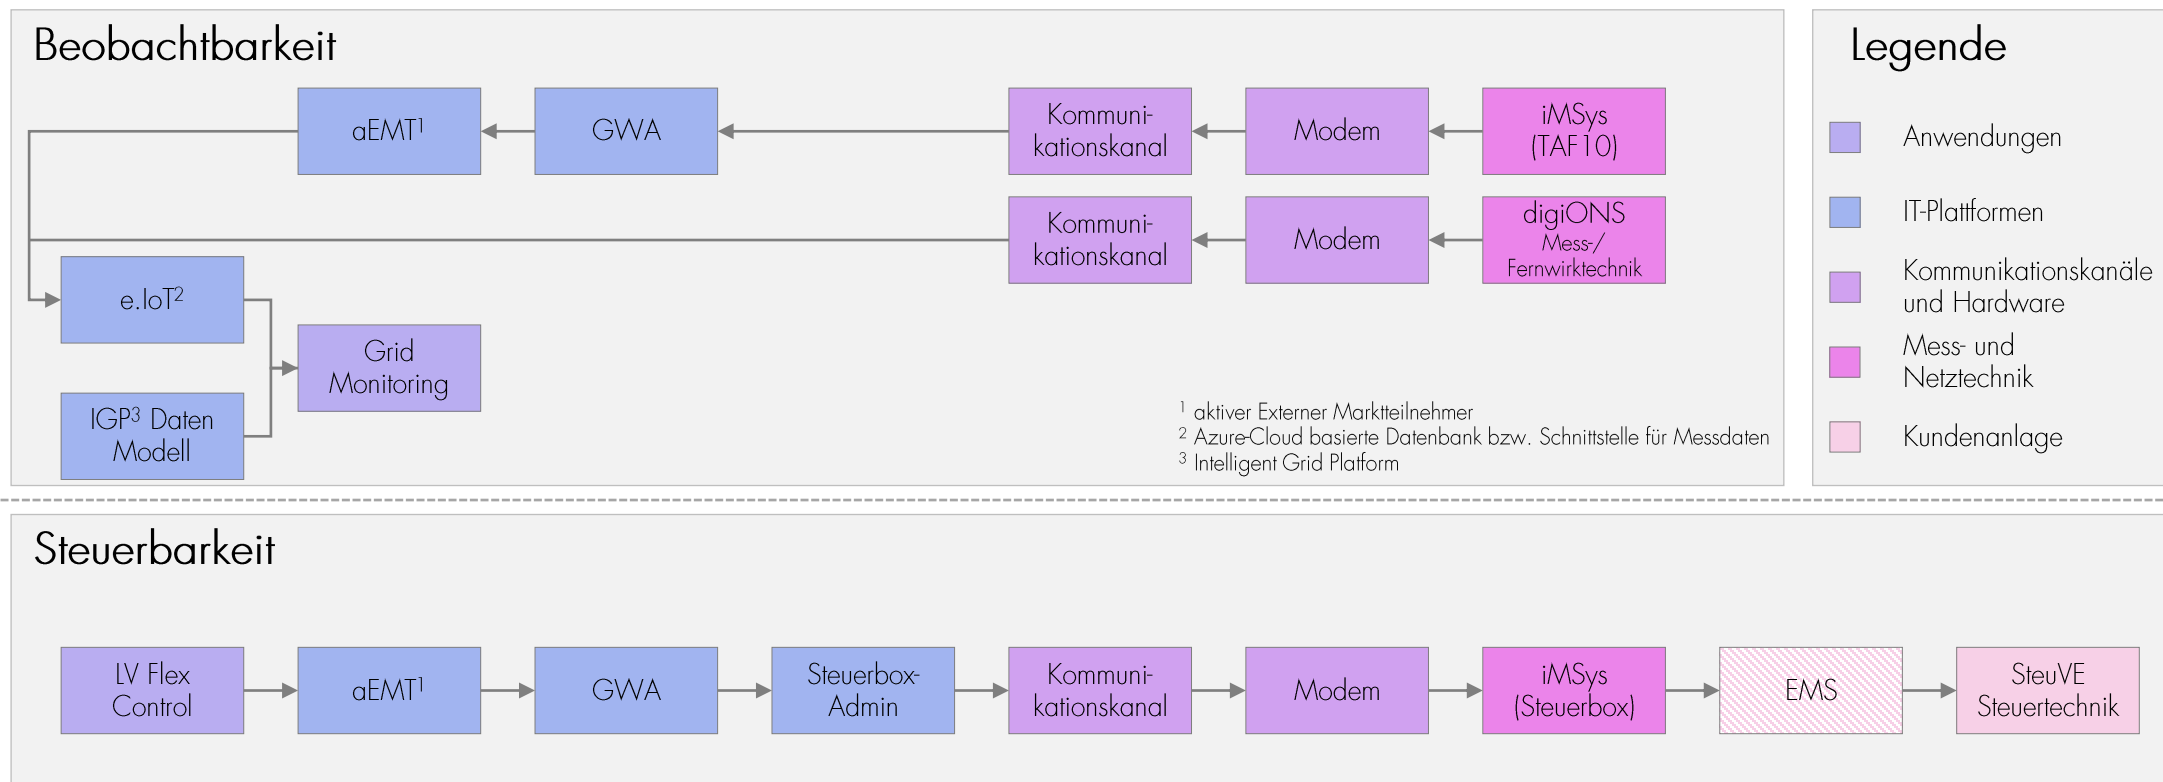 Beobachtbarkeit
aEMT¹
GWA
Kommuni-
kationskanal
Modem
iMSys
(TAF10)
Kommuni-
kationskanal
Modem
digiONS
Mess-/
Fernwirktechnik
e.IoT²
Grid
Monitoring
IGP³ Daten
Modell
¹ aktiver Externer Marktteilnehmer
² Azure-Cloud basierte Datenbank bzw. Schnittstelle für Messdaten
³ Intelligent Grid Platform
Legende
Anwendungen
IT-Plattformen
Kommunikationskanäle
und Hardware
Mess- und
Netztechnik
Kundenanlage
Steuerbarkeit
LV Flex
Control
aEMT¹
GWA
Steuerbox-
Admin
Kommuni-
kationskanal
Modem
iMSys
(Steuerbox)
EMS
SteuVE
Steuertechnik